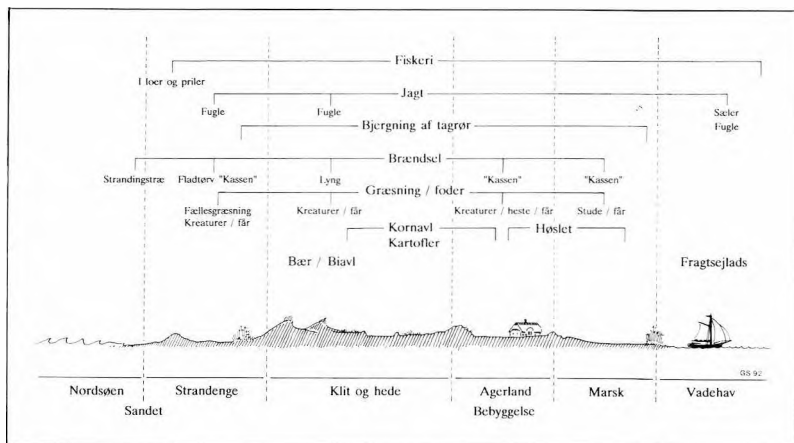 Fiskeri
I loer og priler
Jagt
Fugle Fugle Sæler
Fugle
Bjergning af tagrør
Brændsel
Strandingstræ Fladtørv "Kassen" Lyng "Kassen" "Kassen"
Græsning / foder
Fællesgræsning Kreaturer / får Kreaturer / heste / får Stude / får
Kreaturer / får
Kornavl Høslet
Kartofler
Bær / Biavl Fragtsejlads
GS 92
Nordsøen Strandenge Klit og hede Agerland Marsk Vadehav
Sandet Bebyggelse